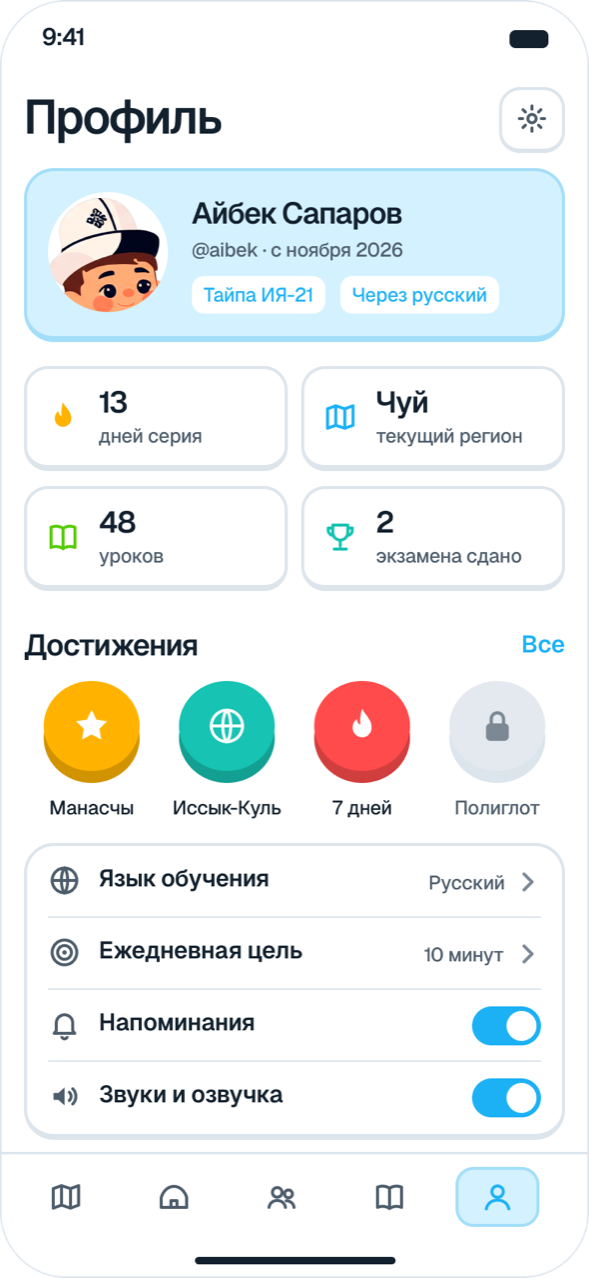 9:41
Профиль
Айбек Сапаров
@aibek · с ноября 2026
Тайпа ИЯ-21 Через русский
13
дней серия
Чуй
текущий регион
48
уроков
2
экзамена сдано
Достижения Все
Манасчы Иссык-Куль 7 дней Полиглот
Язык обучения Русский
Ежедневная цель 10 минут
Напоминания
Звуки и озвучка